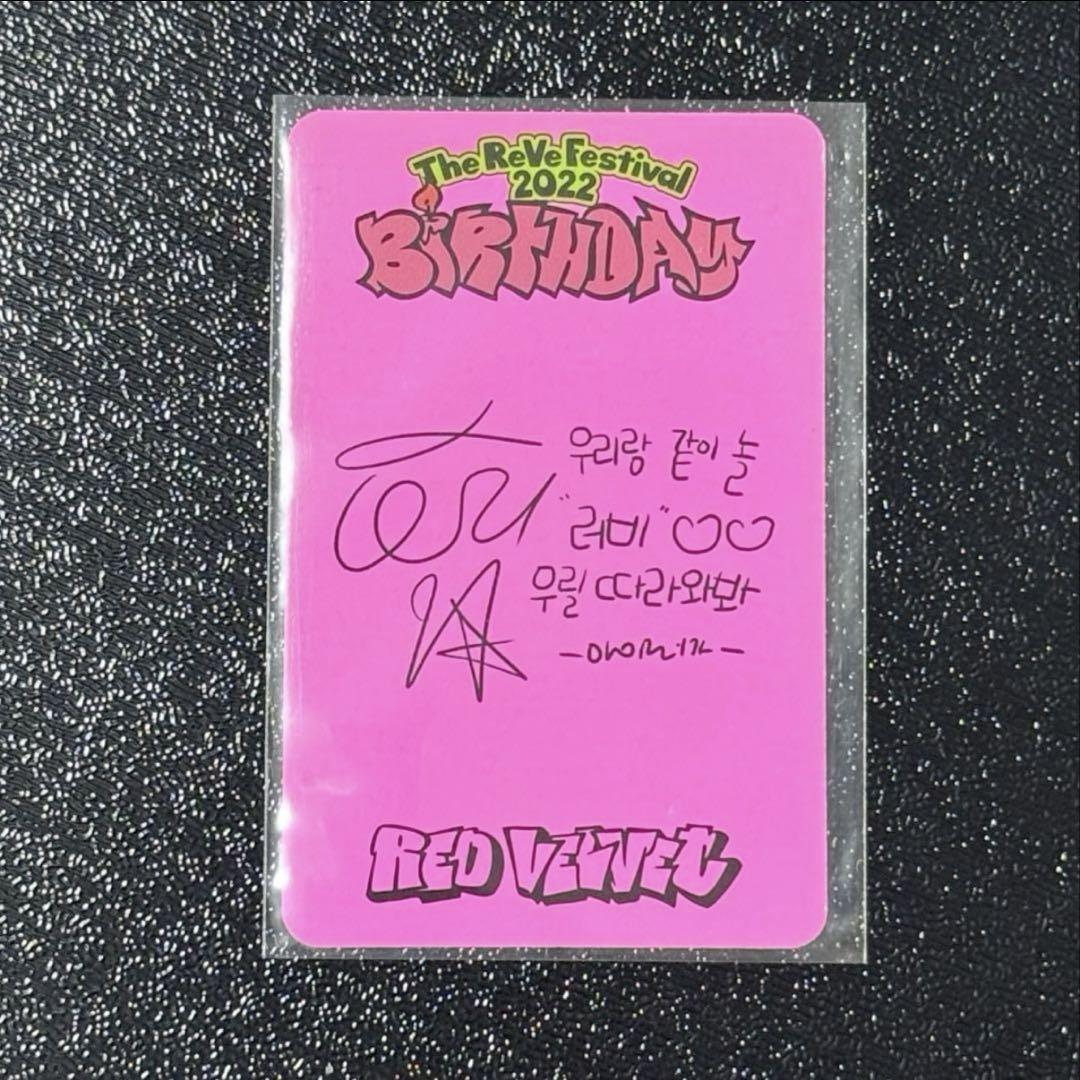 The ReVe Festival
2022
BiRTHDAY
우리랑 같이 놀
"러비"♡♡
우릴 따라와봐
RED VELVET